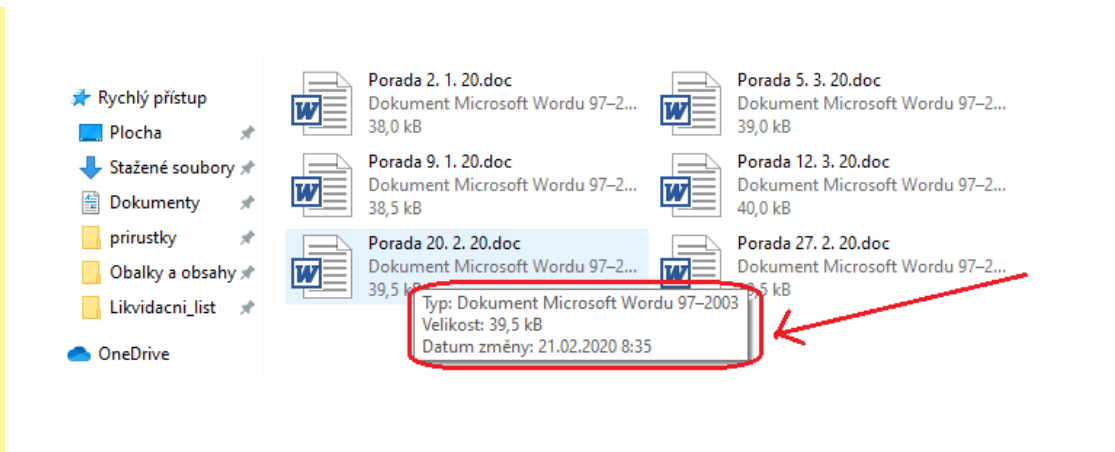 Rychlý přístup
Plocha
Stažené soubory
Dokumenty
prirustky
Obalky a obsahy
Likvidacni_list
OneDrive
Porada 2. 1. 20.doc
Dokument Microsoft Wordu 97–2...
38,0 kB
Porada 9. 1. 20.doc
Dokument Microsoft Wordu 97–2...
38,5 kB
Porada 20. 2. 20.doc
Dokument Microsoft Wordu 97–2...
39,5 kB
Porada 5. 3. 20.doc
Dokument Microsoft Wordu 97–2...
39,0 kB
Porada 12. 3. 20.doc
Dokument Microsoft Wordu 97–2...
40,0 kB
Porada 27. 2. 20.doc
Dokument Microsoft Wordu 97–2...
kB
Typ: Dokument Microsoft Wordu 97–2003
Velikost: 39,5 kB
Datum změny: 21.02.2020 8:35